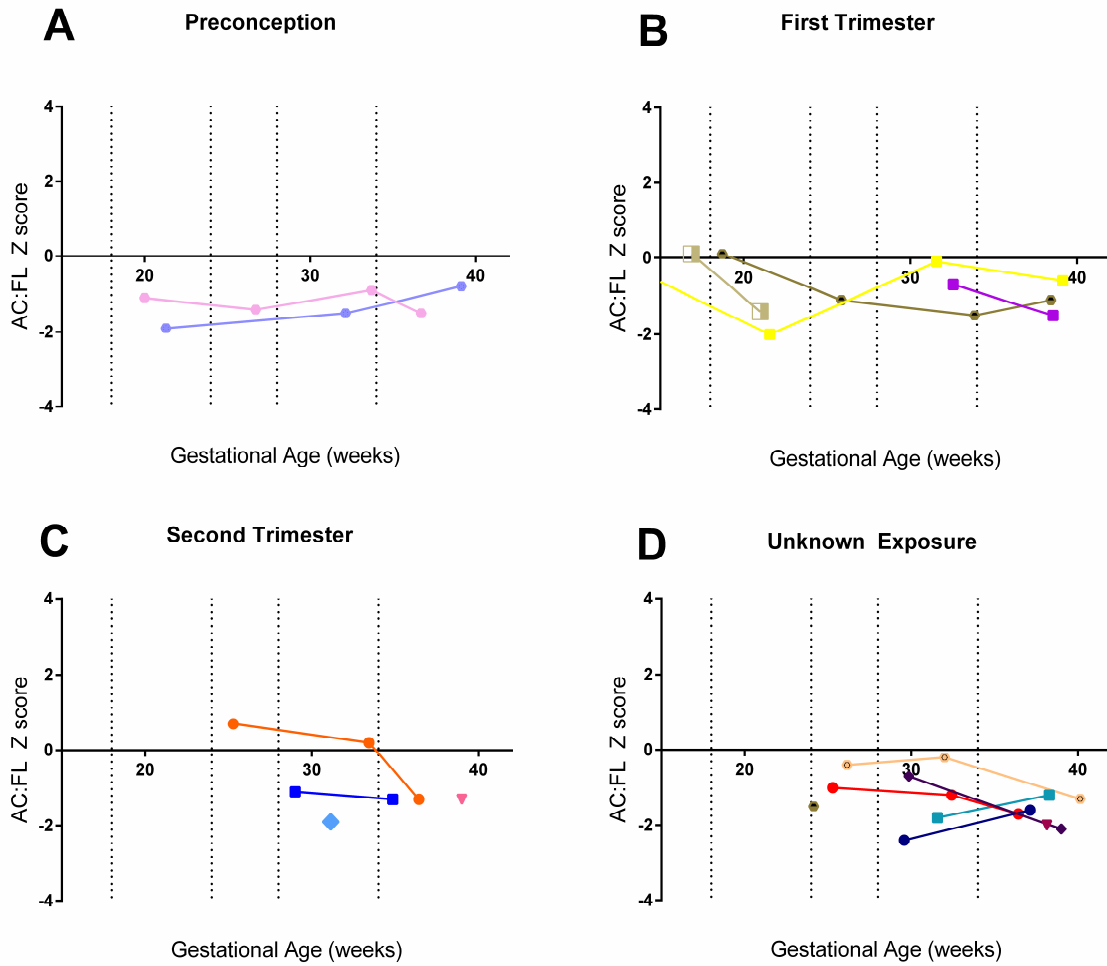 A
Preconception
4
2
0
-2
-4
20
30
40
AC:FL Z score
Gestational Age (weeks)
B
First Trimester
4
2
0
-2
-4
20
30
40
AC:FL Z score
Gestational Age (weeks)
C
Second Trimester
4
2
0
-2
-4
20
30
40
AC:FL Z score
Gestational Age (weeks)
D
Unknown Exposure
4
2
0
-2
-4
20
30
40
AC:FL Z score
Gestational Age (weeks)